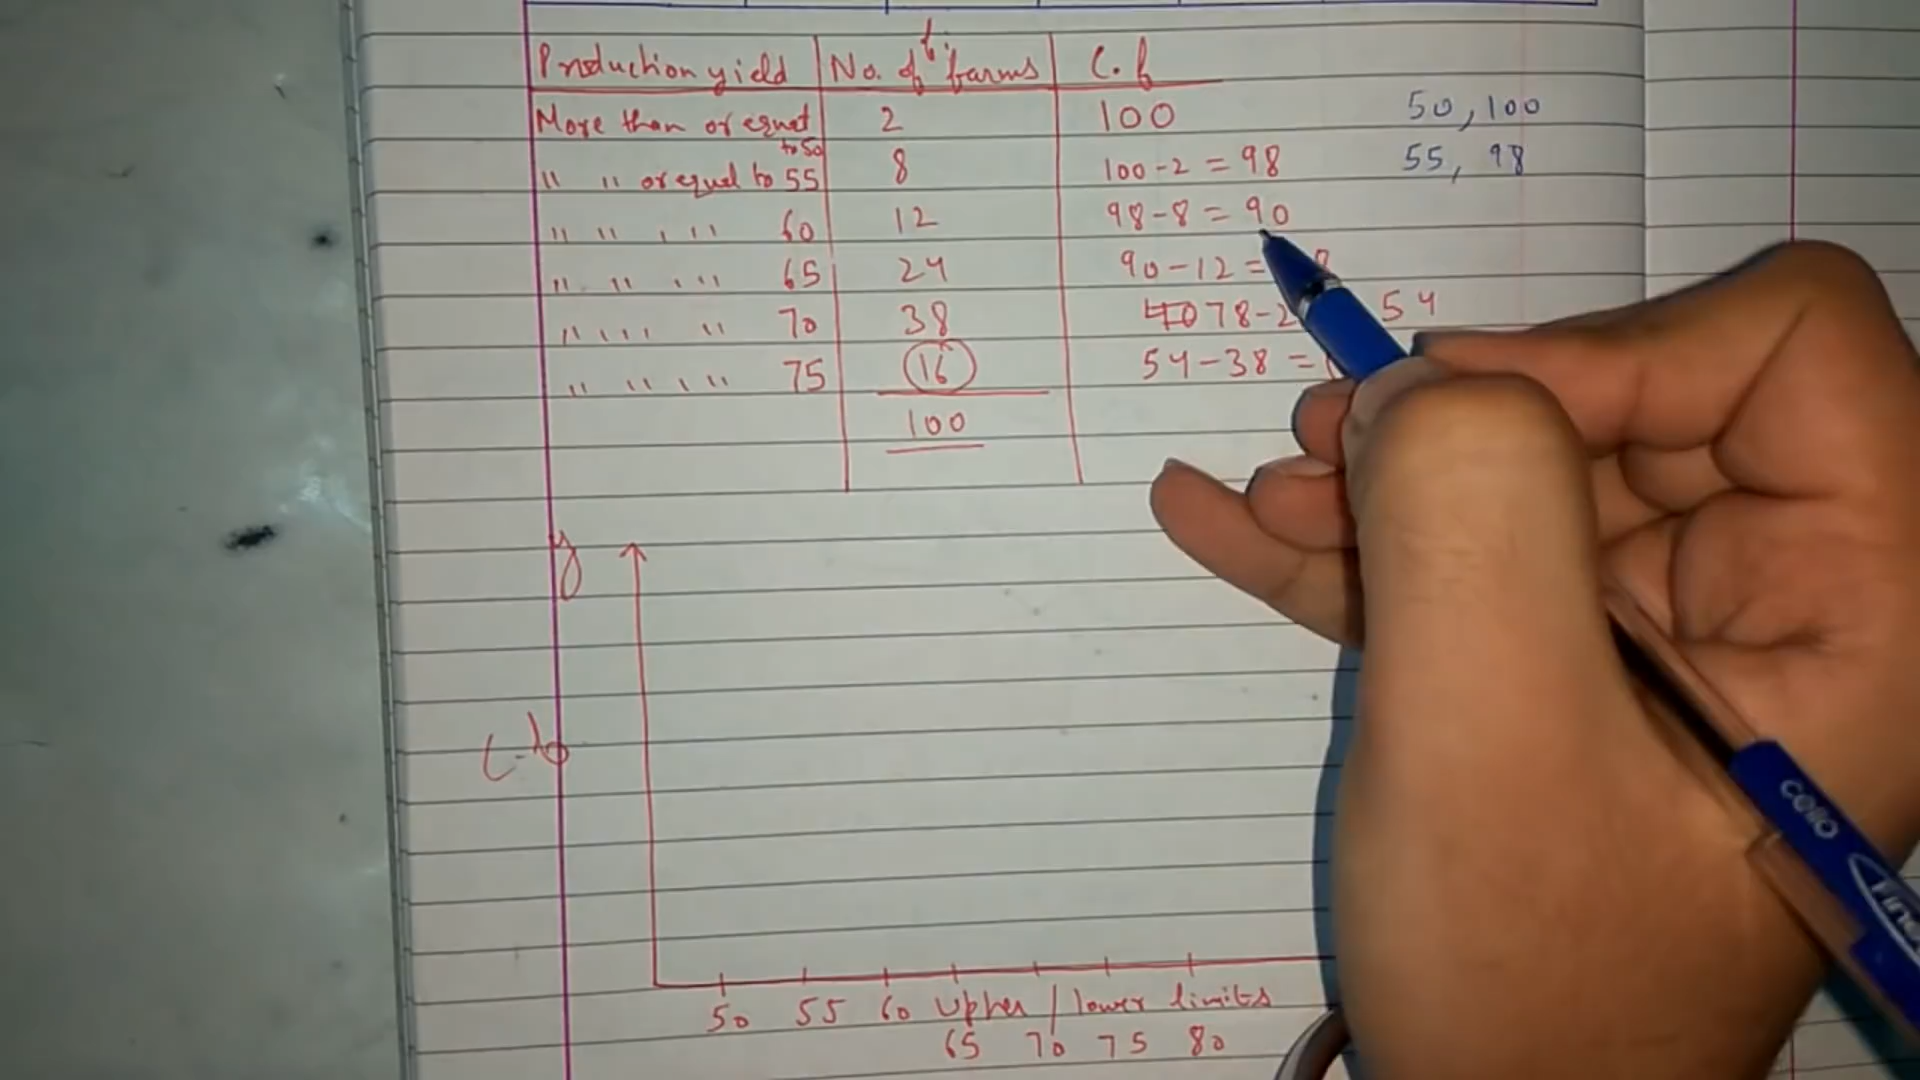 Production yield No. of farms C.f
f.
More than or equal to 50 2 100 50, 100
" " or equal to 55 8 100-2 = 98 55, 98
" " " " 60 12 98-8 = 90
" " " " 65 24 90-12 =
" " " " 70 38 78-2 54
" " " " 75 16 54-38 =
100
y
c.f
50 55 60 Upper / lower limits
65 70 75 80
cello
Fine